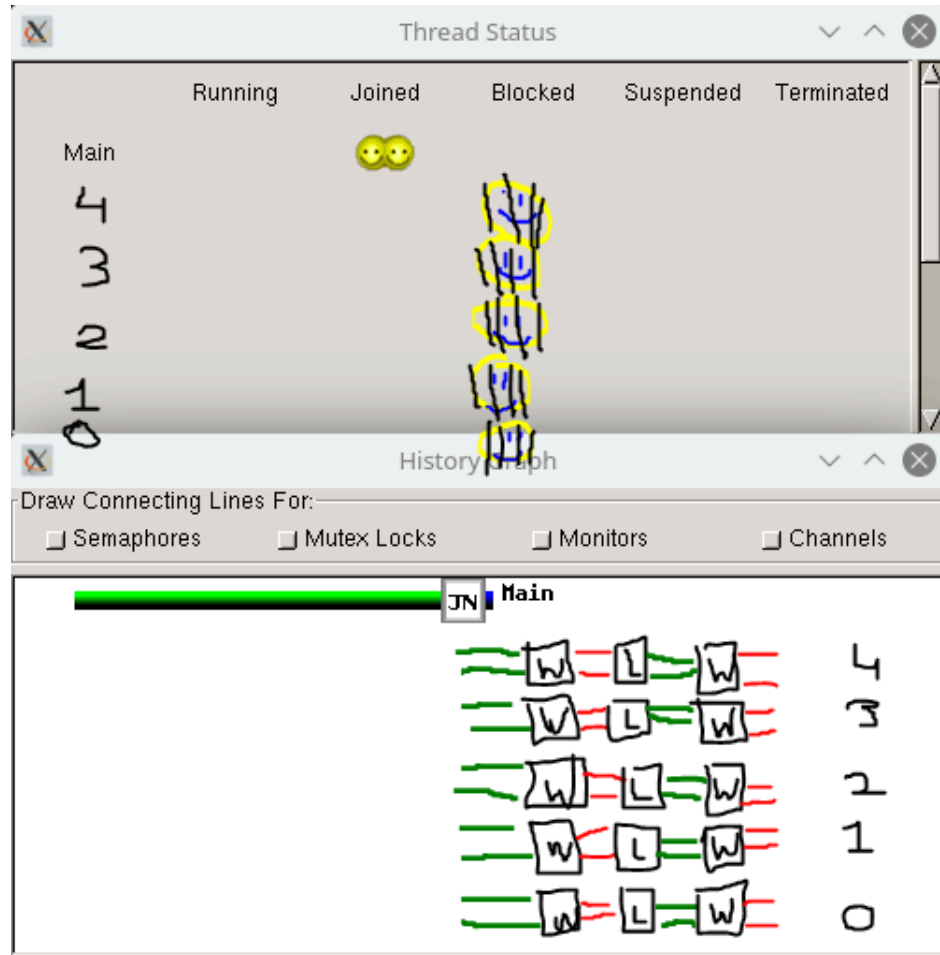 Thread Status
Running Joined Blocked Suspended Terminated
Main
4
3
2
1
0
History Graph
Draw Connecting Lines For:
Semaphores Mutex Locks Monitors Channels
JN Main
W L W 4
W L W 3
W L W 2
W L W 1
W L W 0